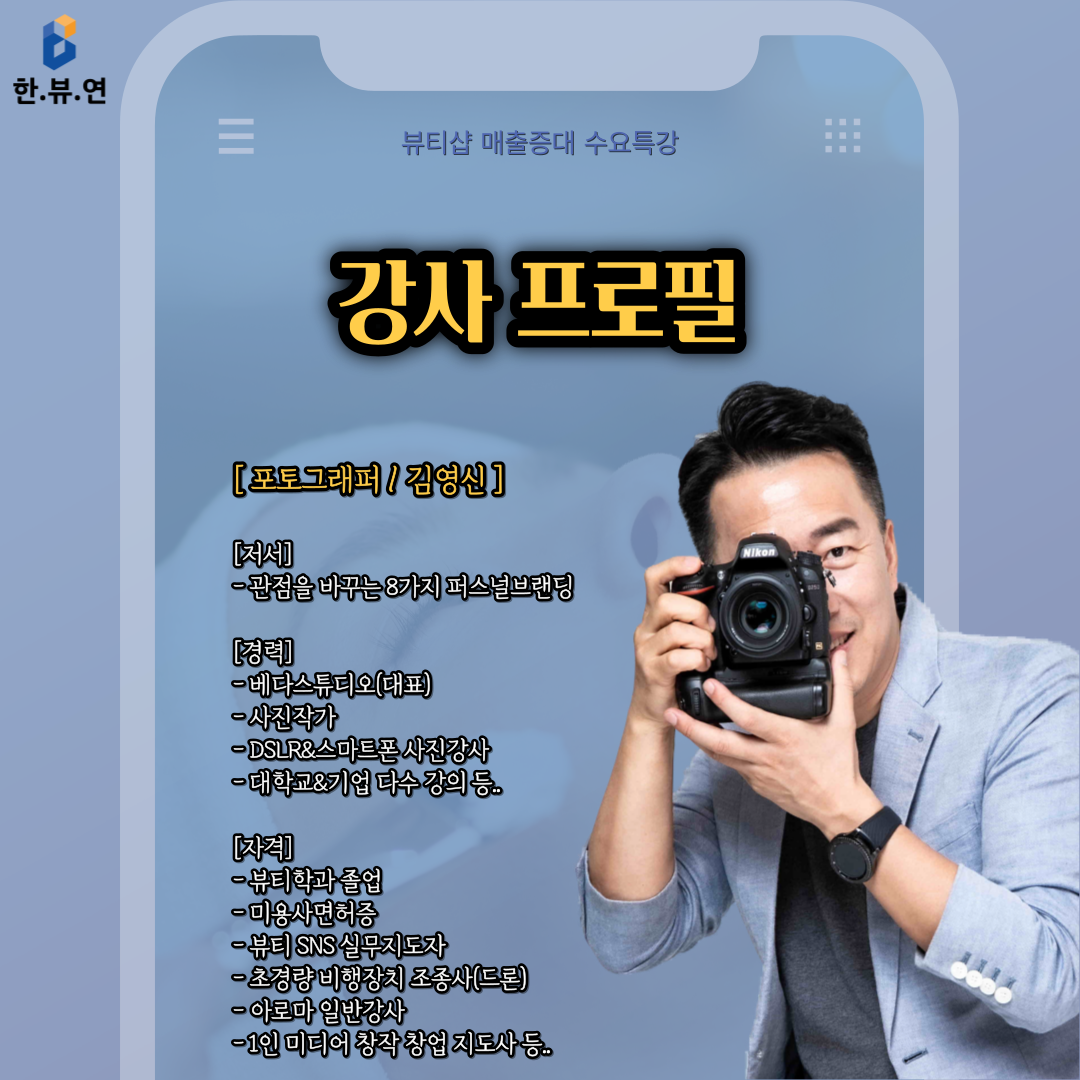 한.뷰.연
뷰티샵 매출증대 수요특강
강사 프로필
[ 포토그래퍼 / 김영신 ]
[저서]
- 관점을 바꾸는 8가지 퍼스널브랜딩
[경력]
- 베다스튜디오(대표)
- 사진작가
- DSLR&스마트폰 사진강사
- 대학교&기업 다수 강의 등..
[자격]
- 뷰티학과 졸업
- 미용사면허증
- 뷰티 SNS 실무지도자
- 초경량 비행장치 조종사(드론)
- 아로마 일반강사
- 1인 미디어 창작 창업 지도사 등..
Nikon